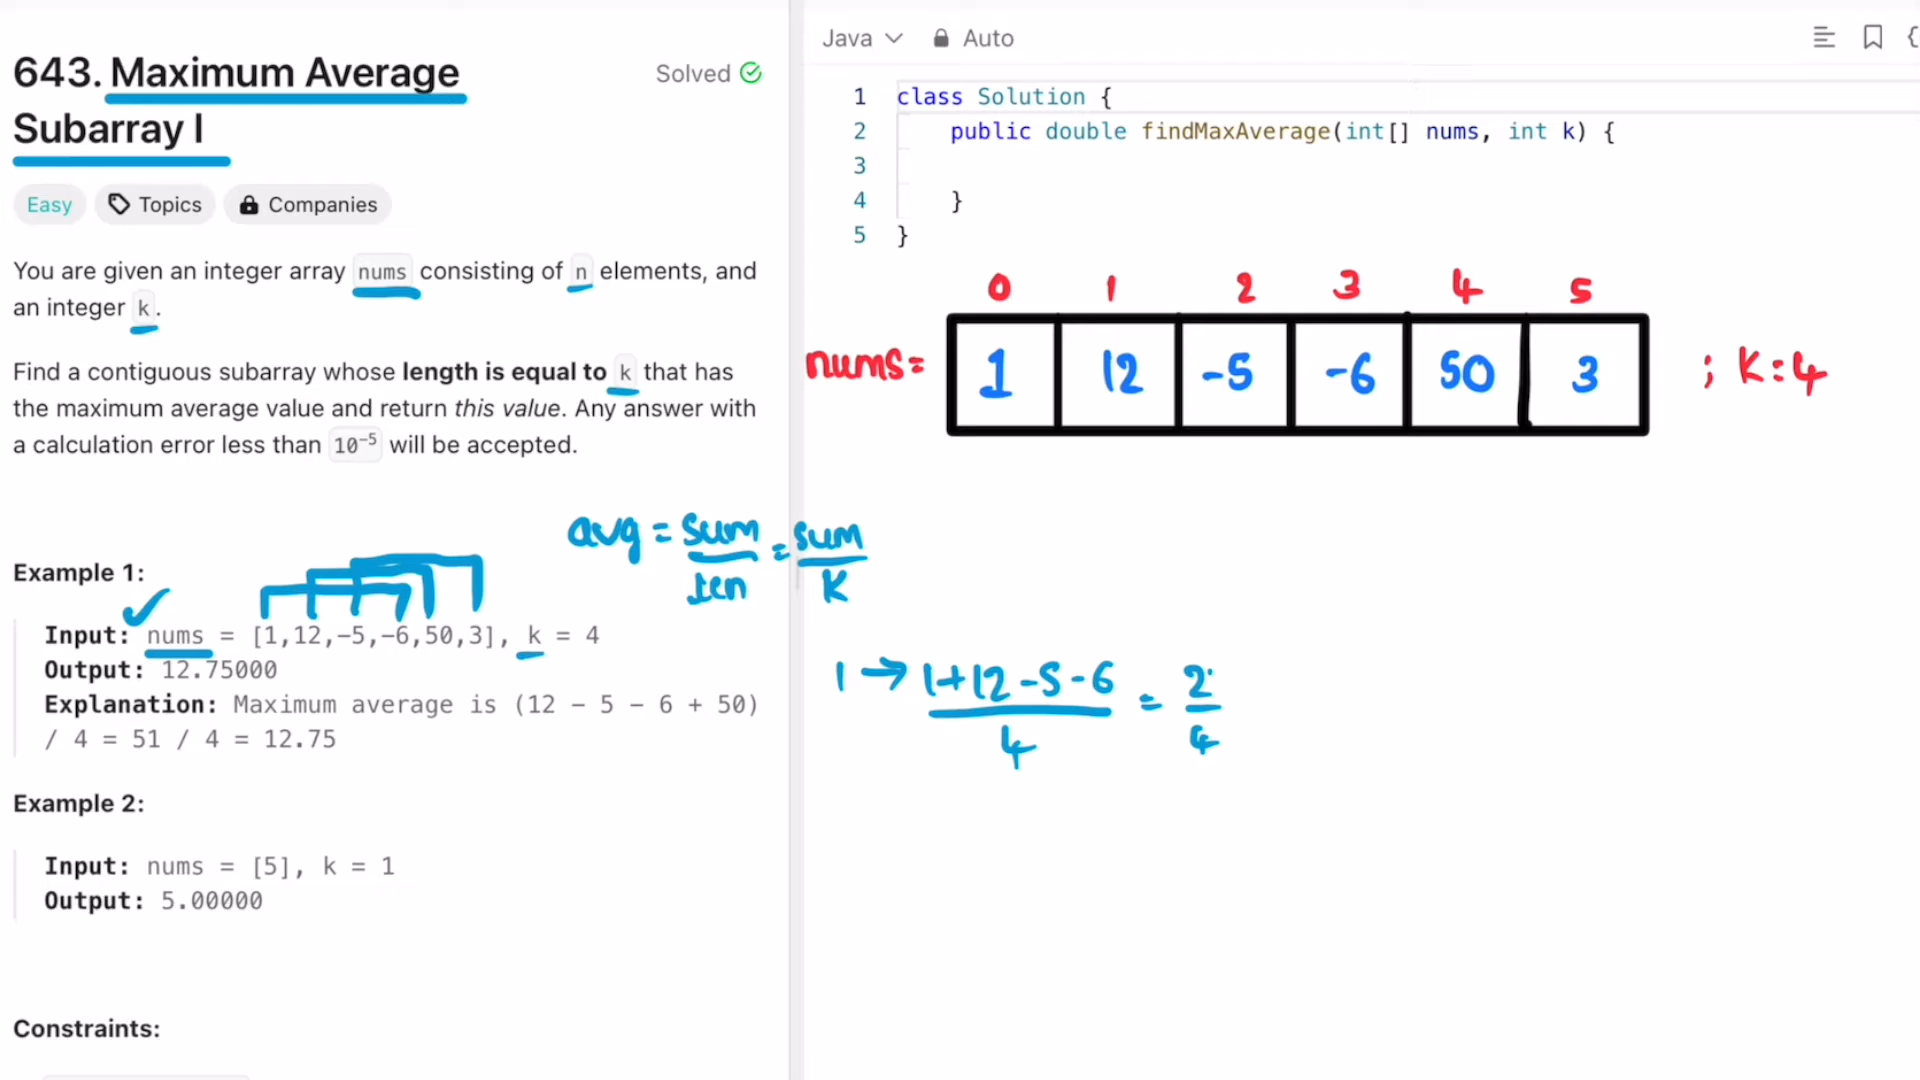 643. Maximum Average
Subarray I
Solved
Easy
Topics
Companies
You are given an integer array nums consisting of n elements, and
an integer k.
Find a contiguous subarray whose length is equal to k that has
the maximum average value and return this value. Any answer with
a calculation error less than 10⁻⁵ will be accepted.
avg = sum/len = sum/K
Example 1:
Input: nums = [1,12,-5,-6,50,3], k = 4
Output: 12.75000
Explanation: Maximum average is (12 - 5 - 6 + 50)
/ 4 = 51 / 4 = 12.75
Example 2:
Input: nums = [5], k = 1
Output: 5.00000
Constraints:
Java
Auto
1 class Solution {
2 public double findMaxAverage(int[] nums, int k) {
3
4 }
5 }
0 1 2 3 4 5
nums= 1 12 -5 -6 50 3 ; K=4
1 → 1+12-5-6 / 4 = 2/4